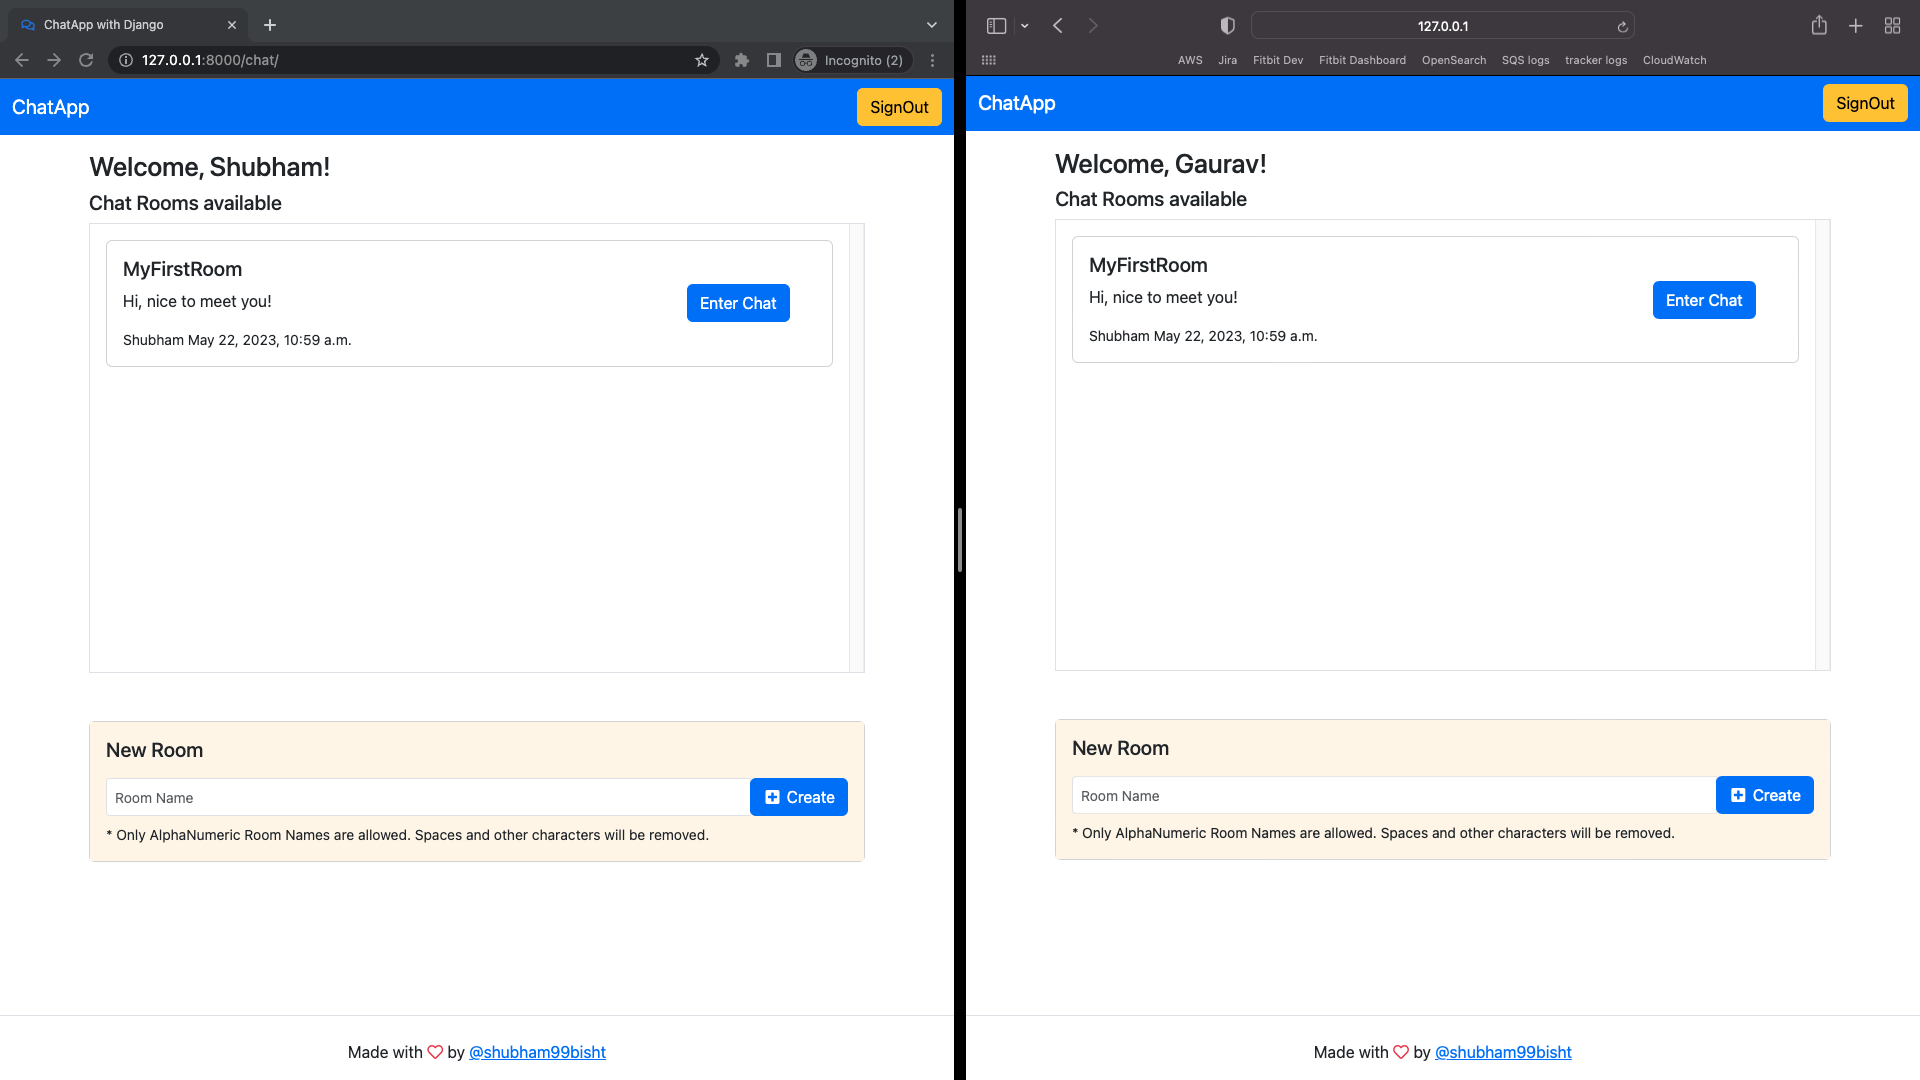 ChatApp with Django
127.0.0.1:8000/chat/
Incognito (2)
ChatApp
SignOut
Welcome, Shubham!
Chat Rooms available
MyFirstRoom
Hi, nice to meet you!
Enter Chat
Shubham May 22, 2023, 10:59 a.m.
New Room
Room Name
Create
* Only AlphaNumeric Room Names are allowed. Spaces and other characters will be removed.
Made with by @shubham99bisht
127.0.0.1
AWS Jira Fitbit Dev Fitbit Dashboard OpenSearch SQS logs tracker logs CloudWatch
ChatApp
SignOut
Welcome, Gaurav!
Chat Rooms available
MyFirstRoom
Hi, nice to meet you!
Enter Chat
Shubham May 22, 2023, 10:59 a.m.
New Room
Room Name
Create
* Only AlphaNumeric Room Names are allowed. Spaces and other characters will be removed.
Made with by @shubham99bisht